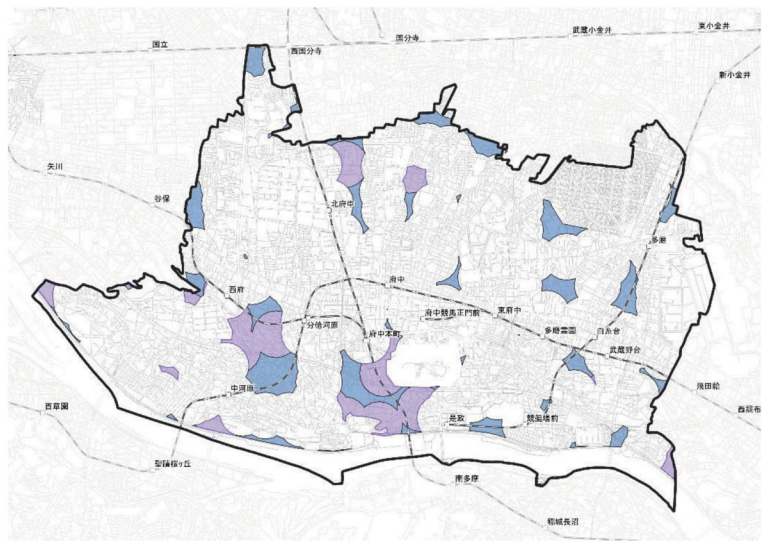 東小金井
武蔵小金井
国分寺
国立
西国分寺
新小金井
矢川
谷保
北府中
多磨
府中
西府
府中競馬正門前
東府中
分倍河原
府中本町
多磨霊園
白糸台
武蔵野台
中河原
飛田給
百草園
是政
競艇場前
西調布
聖蹟桜ヶ丘
南多摩
稲城長沼